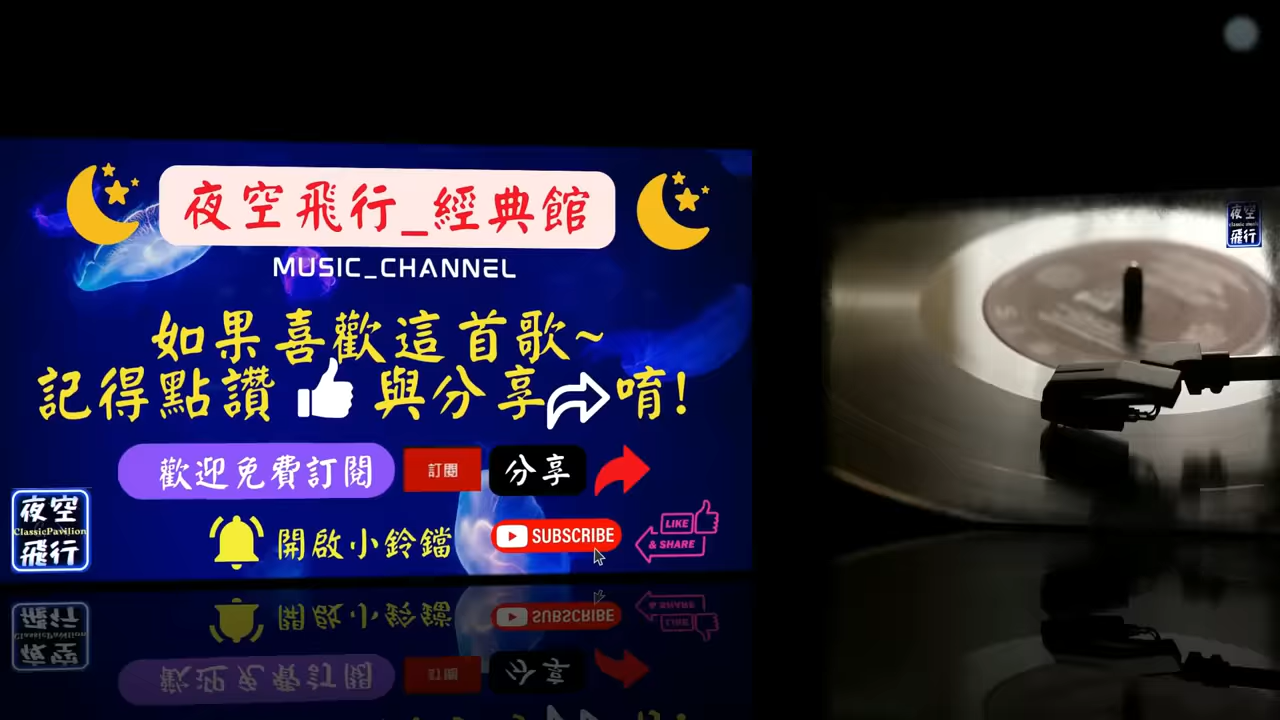 夜空飛行_經典館
MUSIC_CHANNEL
如果喜歡這首歌~
記得點讚 與分享 唷!
歡迎免費訂閱
訂閱
分享
開啟小鈴鐺
SUBSCRIBE
LIKE
& SHARE
夜空
ClassicPavilion
飛行
夜空
飛行